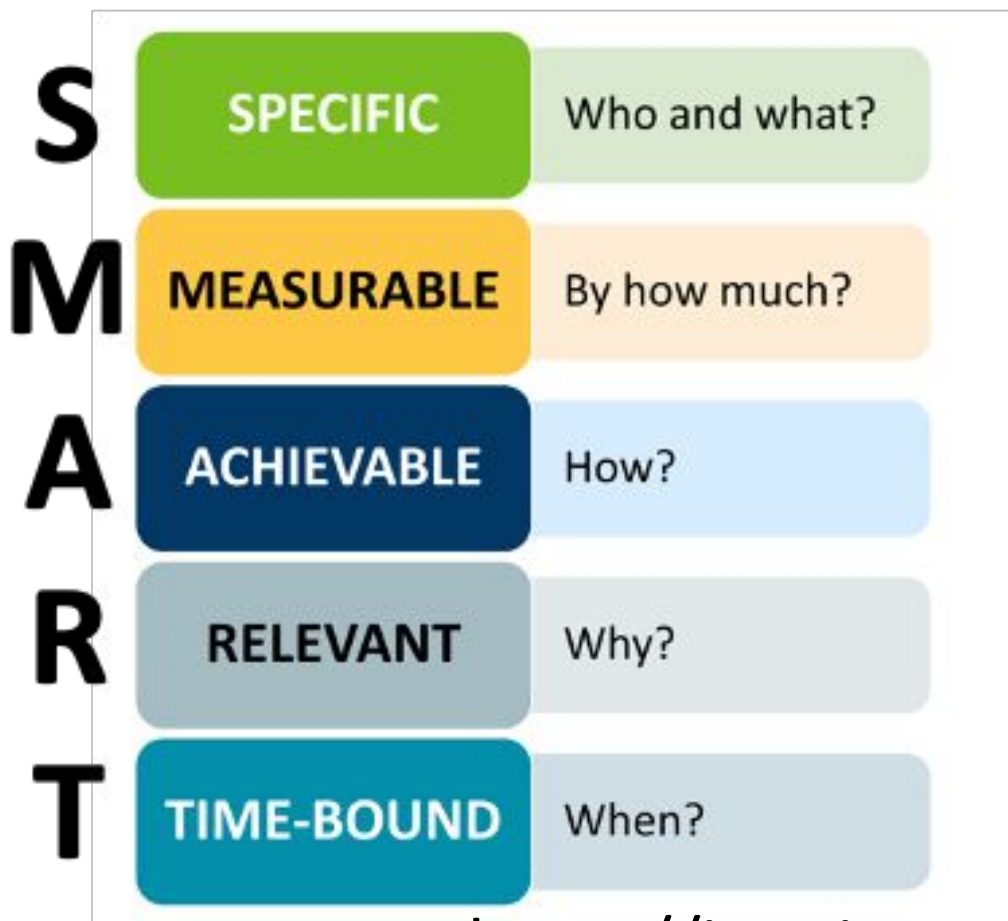 S SPECIFIC Who and what?
M MEASURABLE By how much?
A ACHIEVABLE How?
R RELEVANT Why?
T TIME-BOUND When?